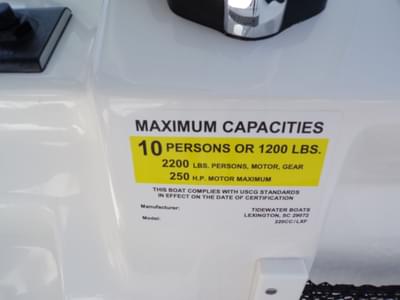 MAXIMUM CAPACITIES
10 PERSONS OR 1200 LBS.
2200 LBS. PERSONS, MOTOR, GEAR
250 H.P. MOTOR MAXIMUM
THIS BOAT COMPLIES WITH USCG STANDARDS
IN EFFECT ON THE DATE OF CERTIFICATION
Manufacturer: TIDEWATER BOATS
LEXINGTON, SC 29072
Model: 220CC/LXF